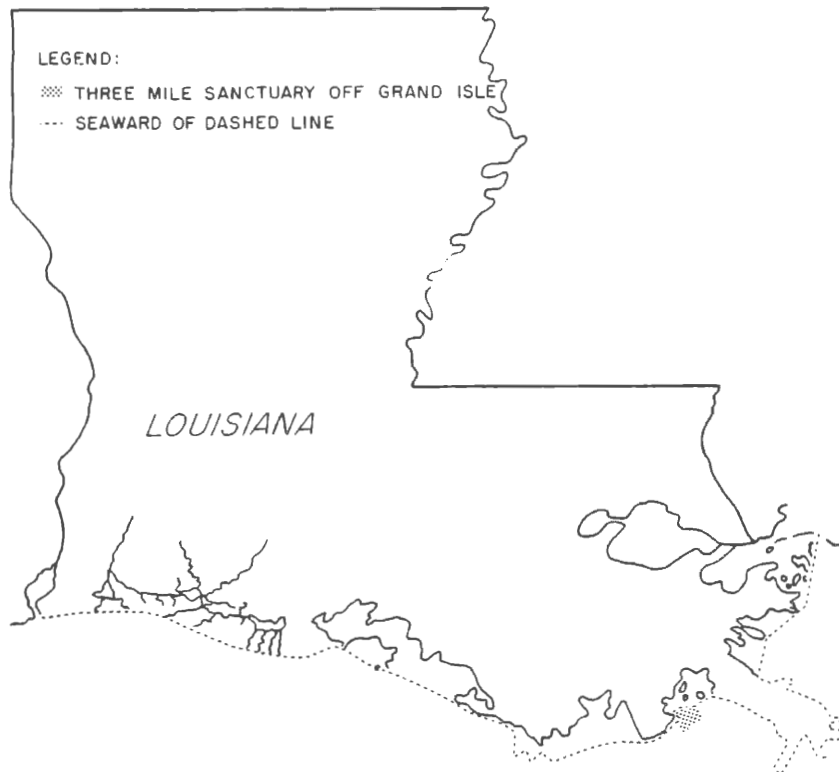 LEGEND:
THREE MILE SANCTUARY OFF GRAND ISLE
SEAWARD OF DASHED LINE
LOUISIANA